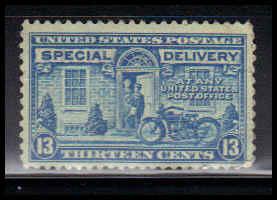 UNITED STATES POSTAGE
SPECIAL DELIVERY
AT ANY
UNITED STATES
POST OFFICE
13 THIRTEEN CENTS 13